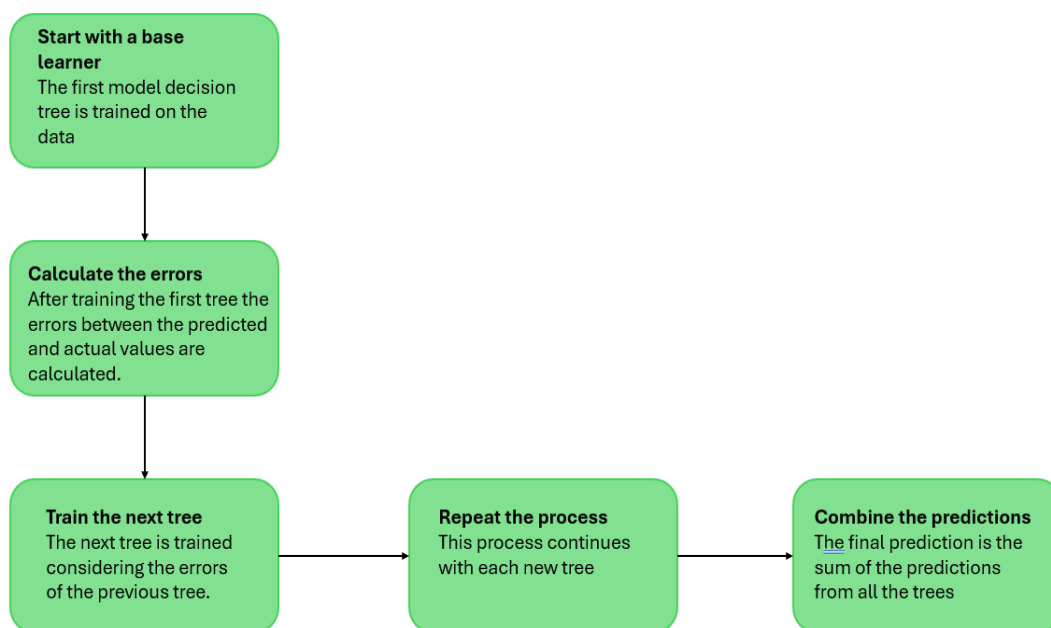 Start with a base
learner
The first model decision
tree is trained on the
data
Calculate the errors
After training the first tree the
errors between the predicted
and actual values are
calculated.
Train the next tree
The next tree is trained
considering the errors
of the previous tree.
Repeat the process
This process continues
with each new tree
Combine the predictions
The final prediction is the
sum of the predictions
from all the trees